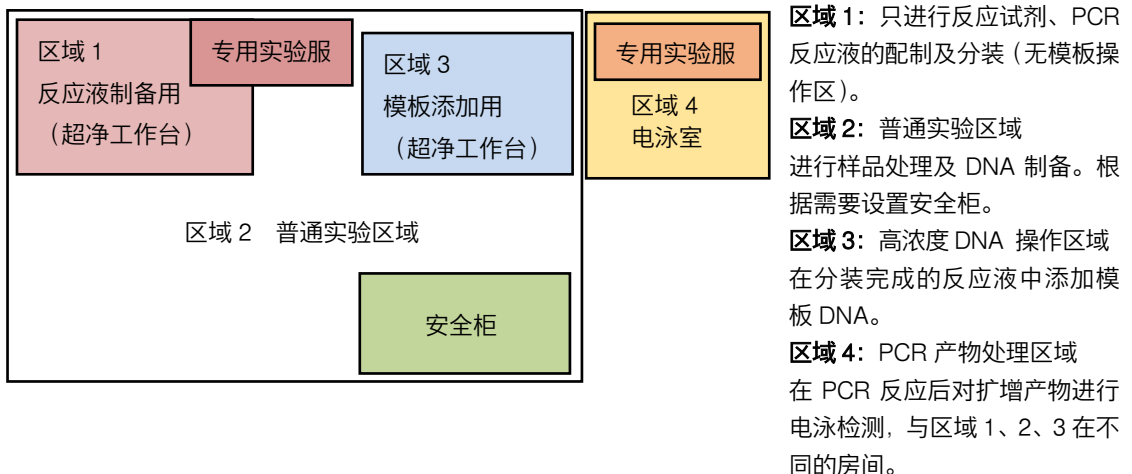 区域 1
反应液制备用
（超净工作台）
专用实验服
区域 3
模板添加用
（超净工作台）
专用实验服
区域 4
电泳室
区域 2　普通实验区域
安全柜
区域 1：只进行反应试剂、PCR
反应液的配制及分装（无模板操
作区）。
区域 2：普通实验区域
进行样品处理及 DNA 制备。根
据需要设置安全柜。
区域 3：高浓度 DNA 操作区域
在分装完成的反应液中添加模
板 DNA。
区域 4：PCR 产物处理区域
在 PCR 反应后对扩增产物进行
电泳检测，与区域 1、2、3 在不
同的房间。